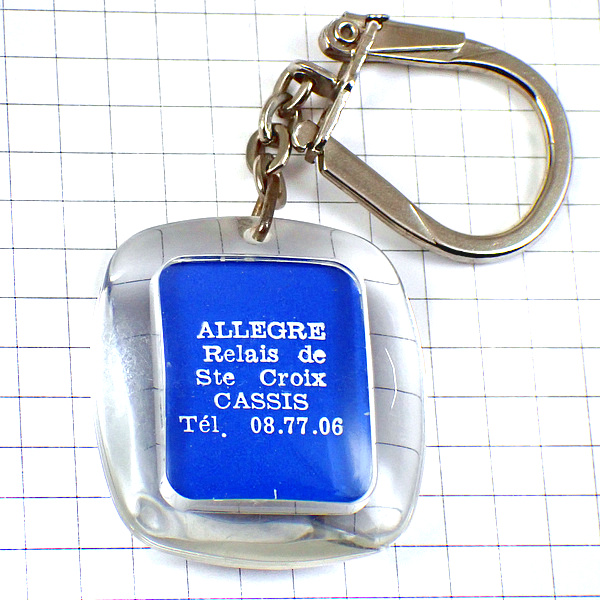 ALLEGRE
Relais de
Ste Croix
CASSIS
Tél. 08.77.06